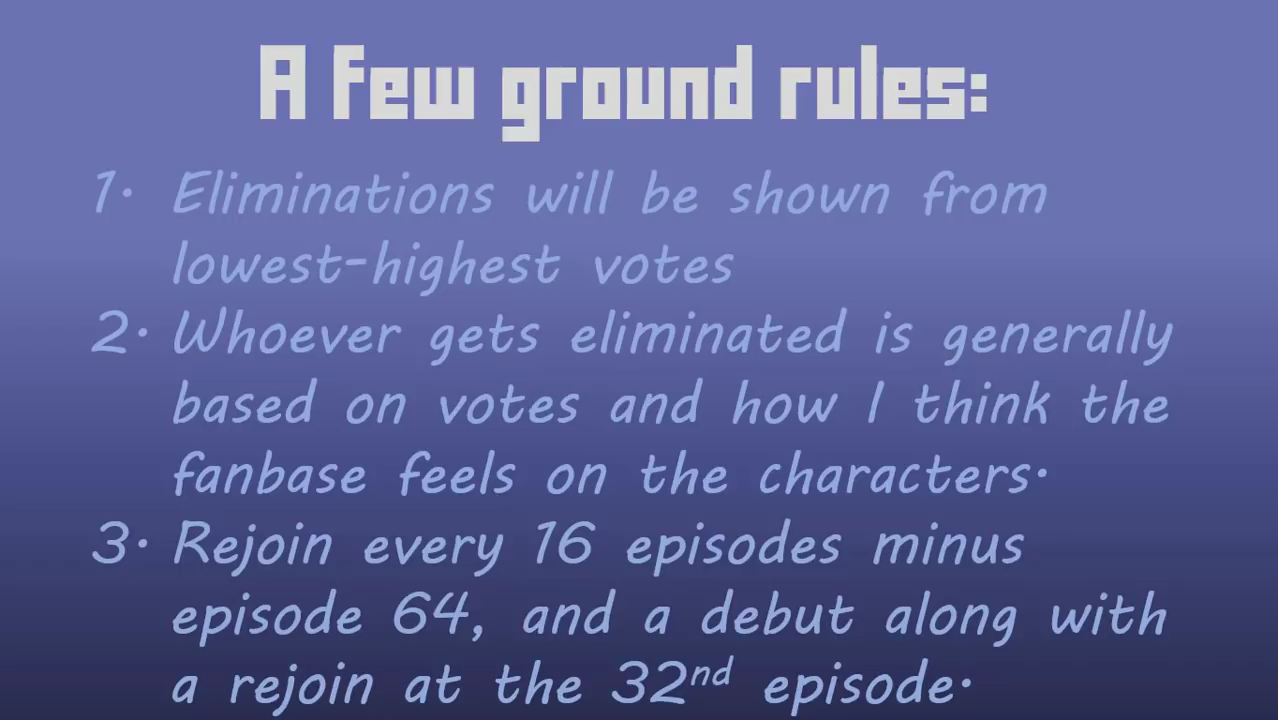 A few ground rules:
1. Eliminations will be shown from
lowest-highest votes
2. Whoever gets eliminated is generally
based on votes and how I think the
fanbase feels on the characters.
3. Rejoin every 16 episodes minus
episode 64, and a debut along with
a rejoin at the 32nd episode.